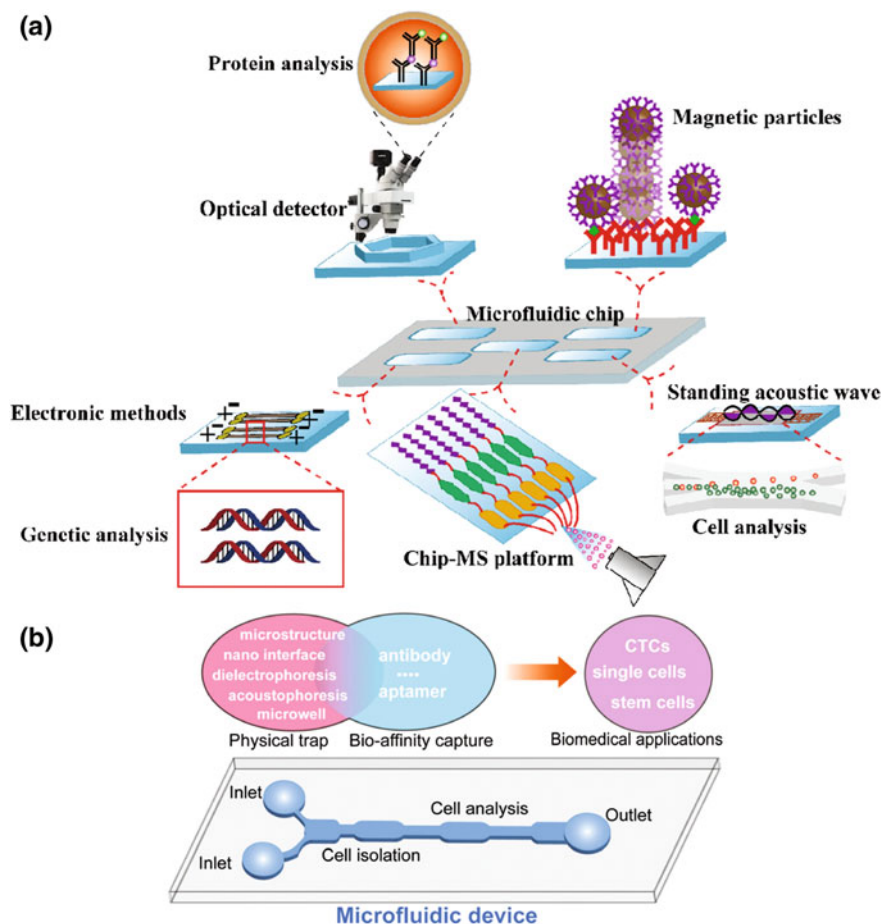 (a)
Protein analysis
Magnetic particles
Optical detector
Microfluidic chip
Standing acoustic wave
Electronic methods
+ -
+ -
+ -
- +
- +
- +
Cell analysis
Genetic analysis
Chip-MS platform
(b)
microstructure
nano interface
dielectrophoresis
acoustophoresis
microwell
antibody
....
aptamer
CTCs
single cells
stem cells
Physical trap
Bio-affinity capture
Biomedical applications
Inlet
Cell analysis
Outlet
Inlet
Cell isolation
Microfluidic device